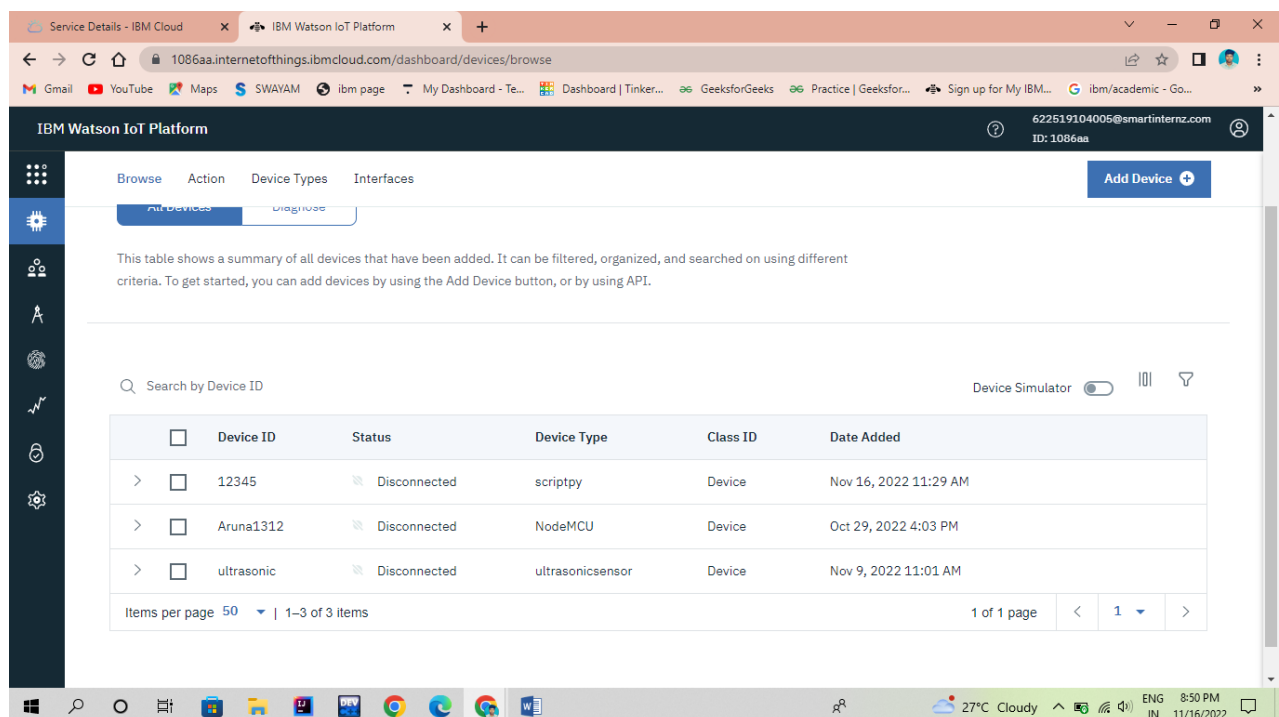 Service Details - IBM Cloud IBM Watson IoT Platform
1086aa.internetofthings.ibmcloud.com/dashboard/devices/browse
Gmail YouTube Maps SWAYAM ibm page My Dashboard - Te... Dashboard | Tinker... GeeksforGeeks Practice | Geeksfor... Sign up for My IBM... ibm/academic - Go... »
IBM Watson IoT Platform
622519104005@smartinternz.com
ID: 1086aa
Browse Action Device Types Interfaces Add Device
All Devices Diagnose
This table shows a summary of all devices that have been added. It can be filtered, organized, and searched on using different
criteria. To get started, you can add devices by using the Add Device button, or by using API.
Search by Device ID Device Simulator
Device ID Status Device Type Class ID Date Added
12345 Disconnected scriptpy Device Nov 16, 2022 11:29 AM
Aruna1312 Disconnected NodeMCU Device Oct 29, 2022 4:03 PM
ultrasonic Disconnected ultrasonicsensor Device Nov 9, 2022 11:01 AM
Items per page 50 | 1–3 of 3 items 1 of 1 page 1
DEV 27°C Cloudy ENG 8:50 PM
IN 11/16/2022